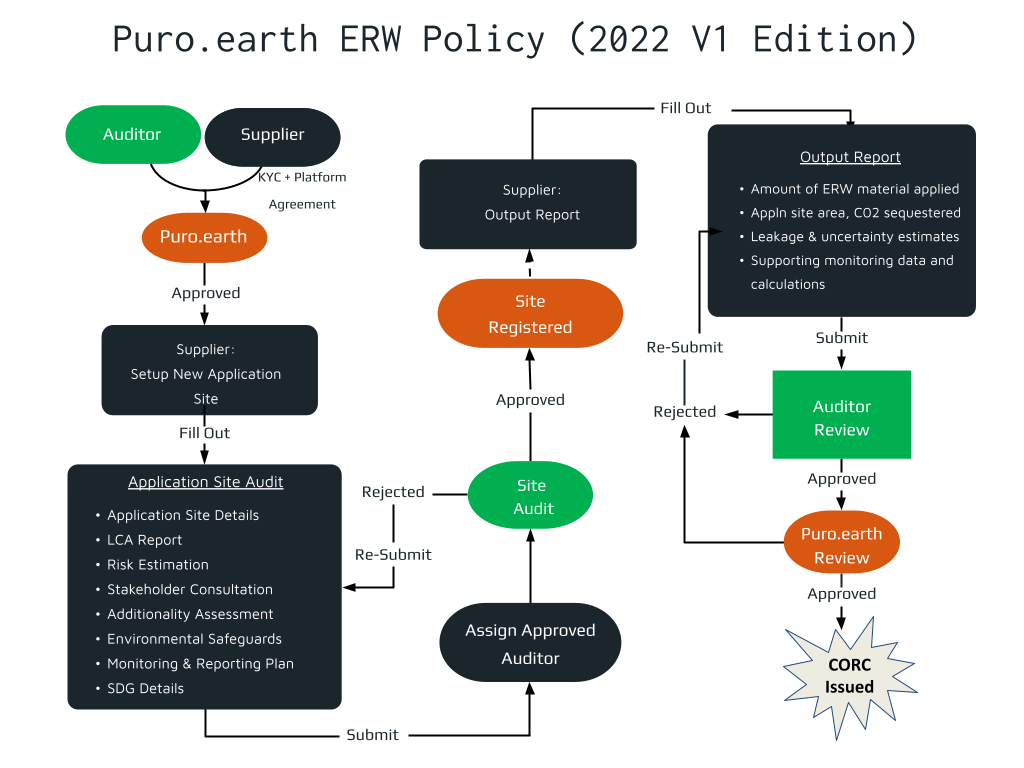 Puro.earth ERW Policy (2022 V1 Edition)
Auditor
Supplier
KYC + Platform
Agreement
Puro.earth
Approved
Supplier:
Setup New Application
Site
Fill Out
Application Site Audit
• Application Site Details
• LCA Report
• Risk Estimation
• Stakeholder Consultation
• Additionality Assessment
• Environmental Safeguards
• Monitoring & Reporting Plan
• SDG Details
Submit
Assign Approved
Auditor
Site
Audit
Rejected
Re-Submit
Approved
Site
Registered
Supplier:
Output Report
Fill Out
Output Report
• Amount of ERW material applied
• Appln site area, CO2 sequestered
• Leakage & uncertainty estimates
• Supporting monitoring data and
calculations
Submit
Auditor
Review
Rejected
Re-Submit
Approved
Puro.earth
Review
Approved
CORC
Issued